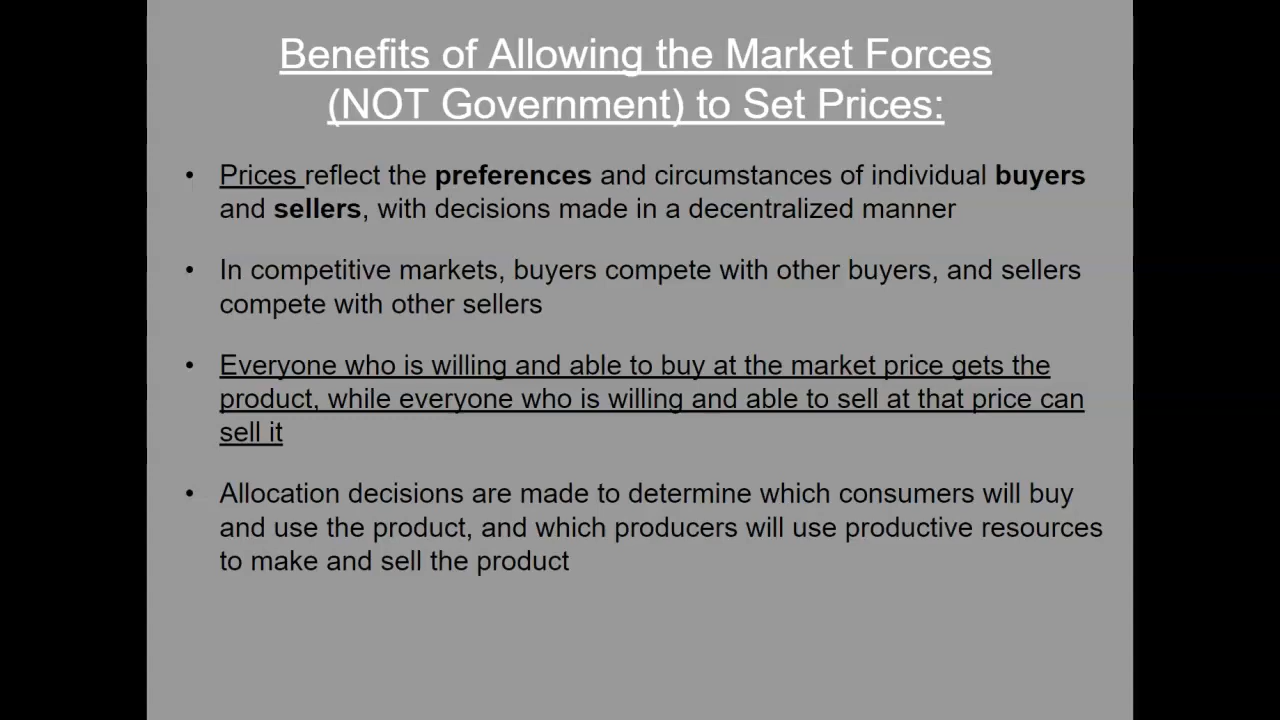 Benefits of Allowing the Market Forces
(NOT Government) to Set Prices:
• Prices reflect the preferences and circumstances of individual buyers
and sellers, with decisions made in a decentralized manner
• In competitive markets, buyers compete with other buyers, and sellers
compete with other sellers
• Everyone who is willing and able to buy at the market price gets the
product, while everyone who is willing and able to sell at that price can
sell it
• Allocation decisions are made to determine which consumers will buy
and use the product, and which producers will use productive resources
to make and sell the product